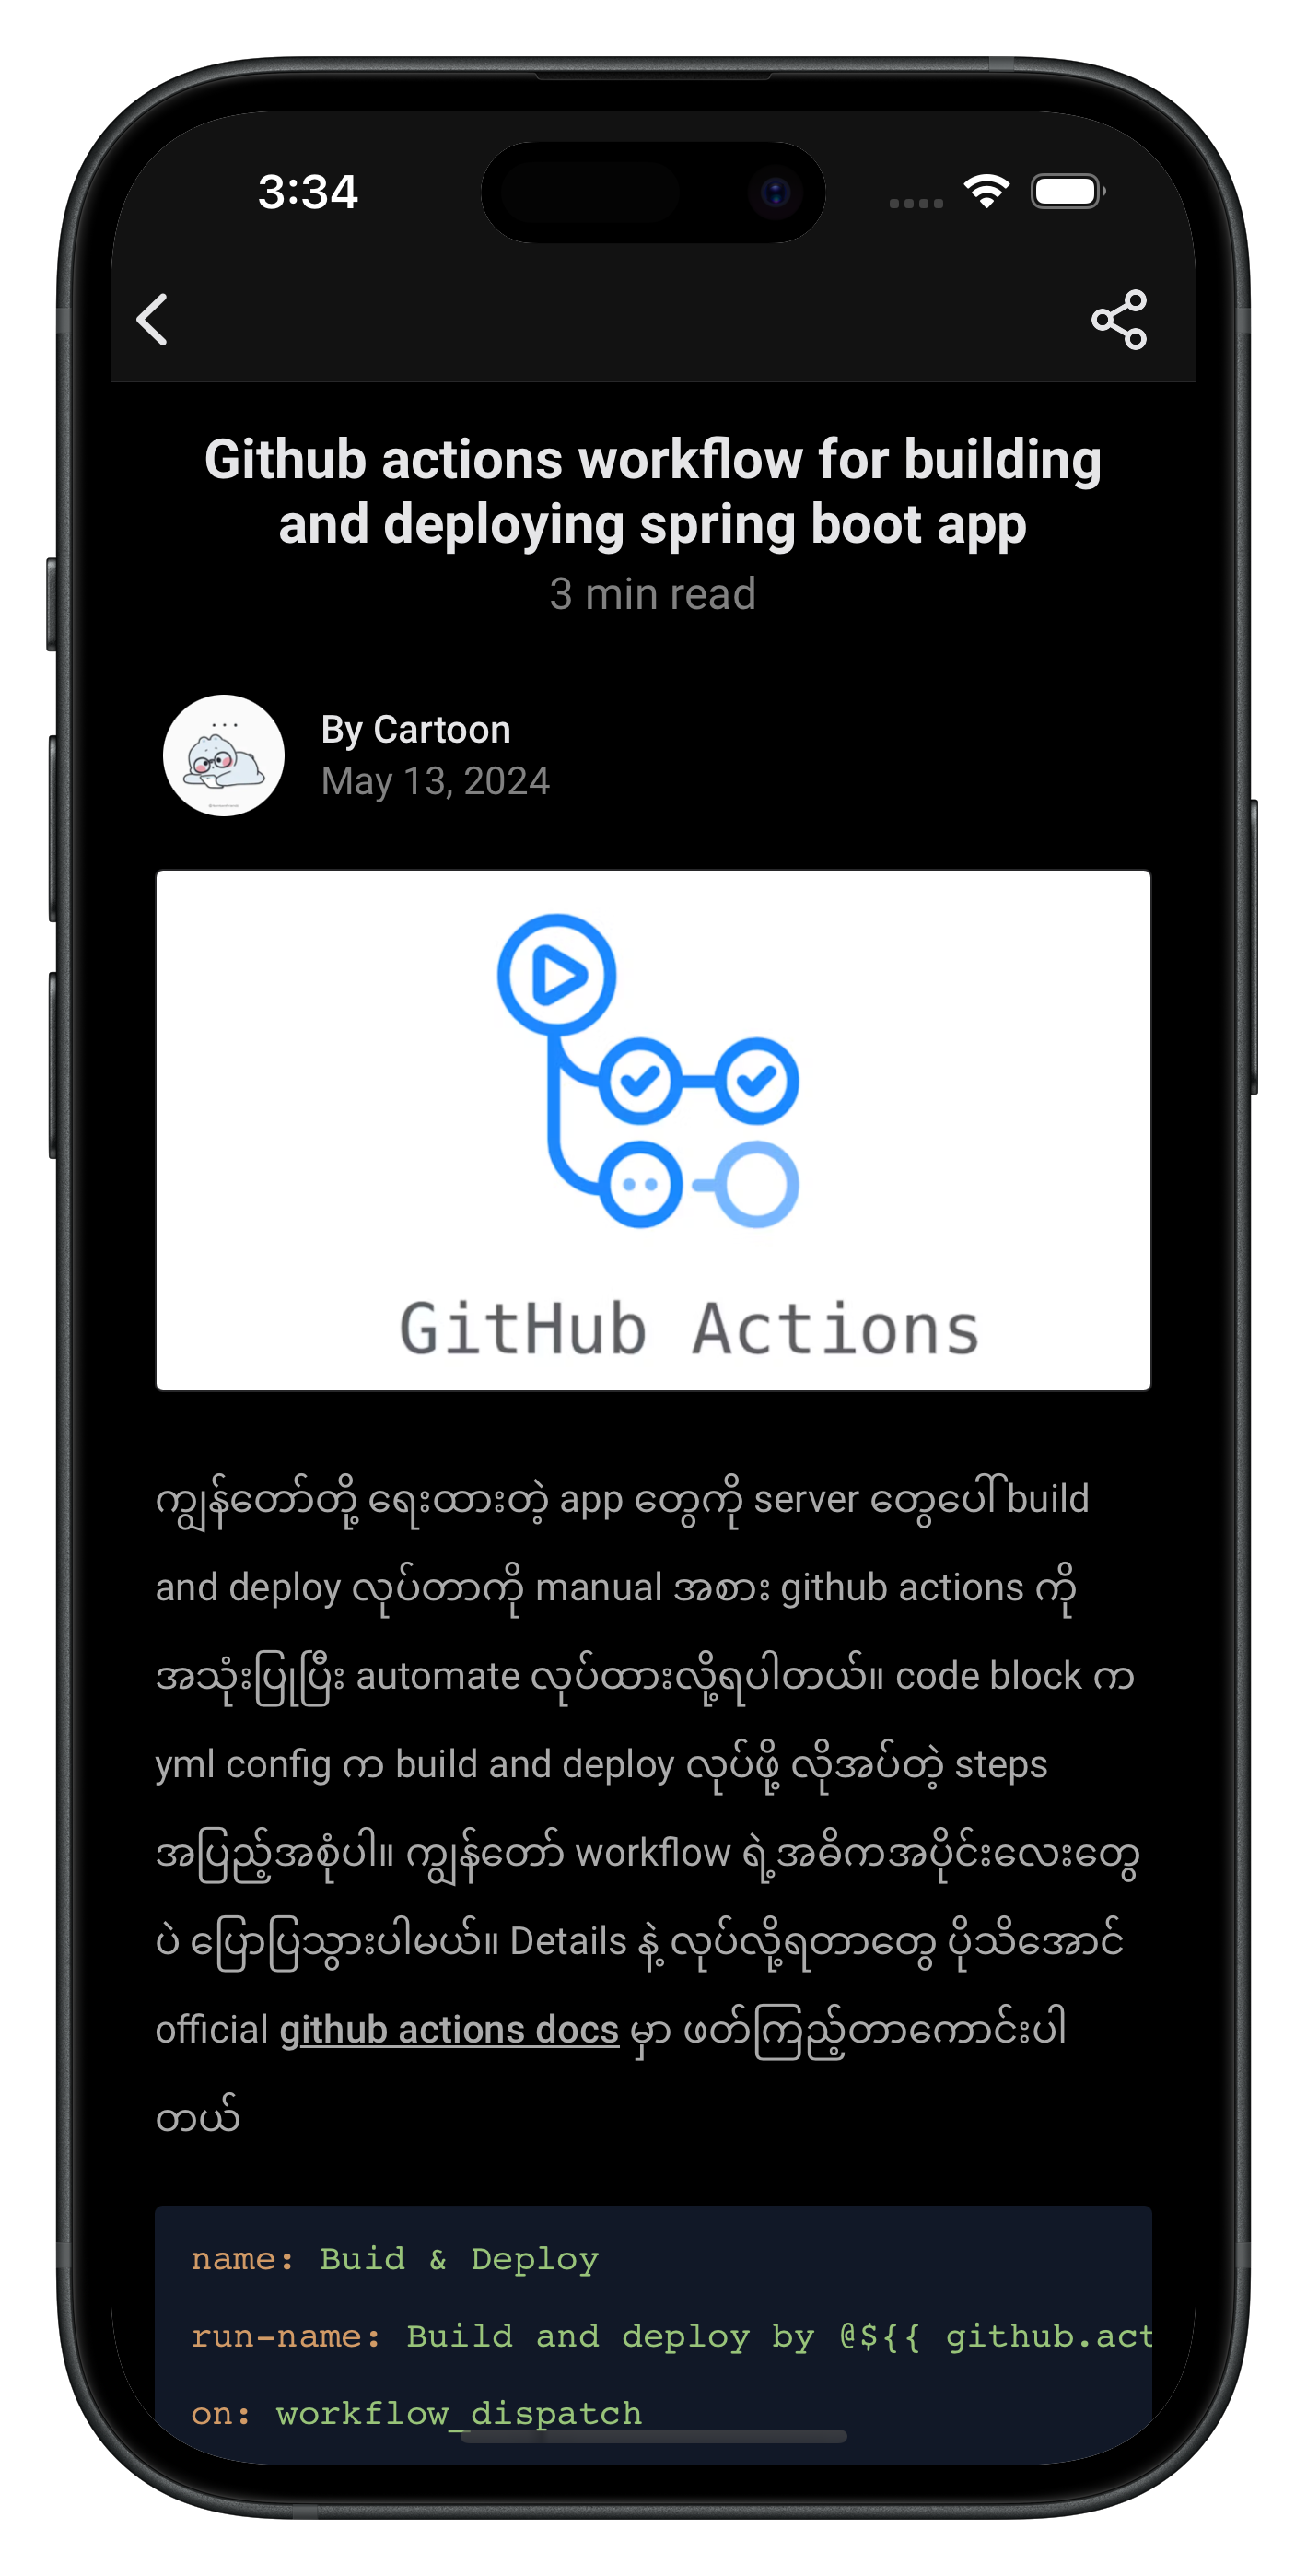 3:34
Github actions workflow for building
and deploying spring boot app
3 min read
By Cartoon
May 13, 2024
GitHub Actions
ကျွန်တော်တို့ ရေးထားတဲ့ app တွေကို server တွေပေါ် build
and deploy လုပ်တာကို manual အစား github actions ကို
အသုံးပြုပြီး automate လုပ်ထားလို့ရပါတယ်။ code block က
yml config က build and deploy လုပ်ဖို့ လိုအပ်တဲ့ steps
အပြည့်အစုံပါ။ ကျွန်တော် workflow ရဲ့အဓိကအပိုင်းလေးတွေ
ပဲ ပြောပြသွားပါမယ်။ Details နဲ့ လုပ်လို့ရတာတွေ ပိုသိအောင်
official github actions docs မှာ ဖတ်ကြည့်တာကောင်းပါ
တယ်
name: Buid & Deploy
run-name: Build and deploy by @${{ github.act
on: workflow_dispatch